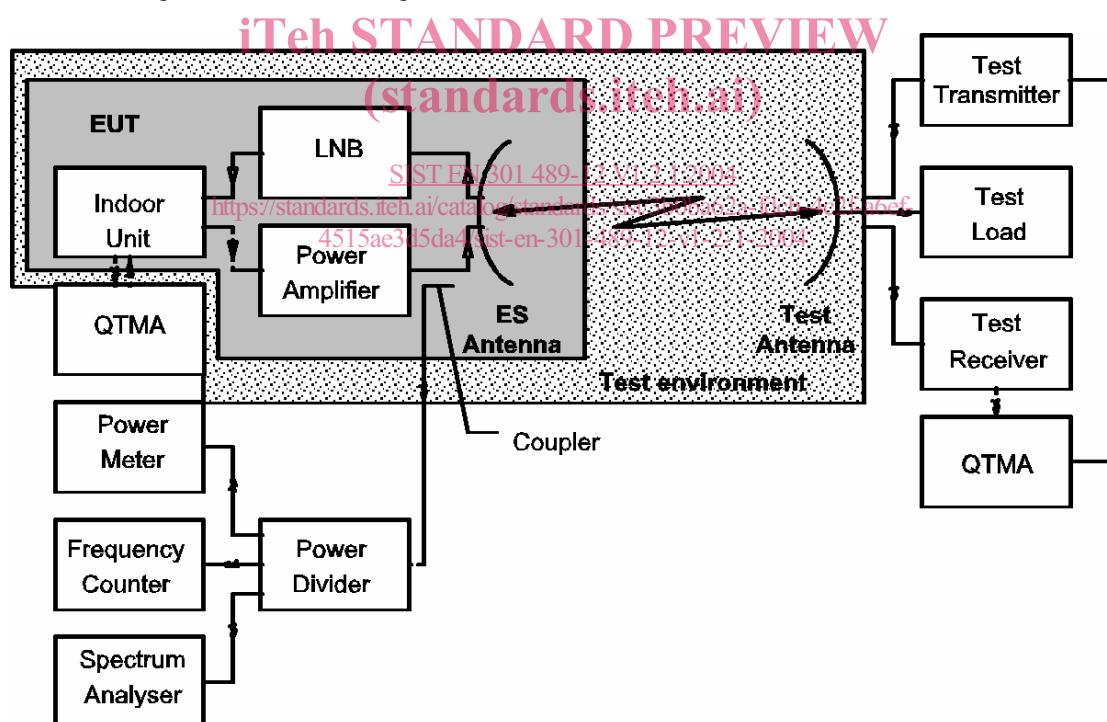 iTeh STANDARD PREVIEW
(standards.iteh.ai)
SIST EN 301 489-12 V1.2.1:2004
4515ae3d5da4/sist-en-301-489-12-v1-2-1-2004
EUT
LNB
Indoor
Unit
Power
Amplifier
QTMA
ES
Antenna
Test
Antenna
Test environment
Coupler
Test
Transmitter
Test
Load
Test
Receiver
QTMA
Power
Meter
Frequency
Counter
Power
Divider
Spectrum
Analyser